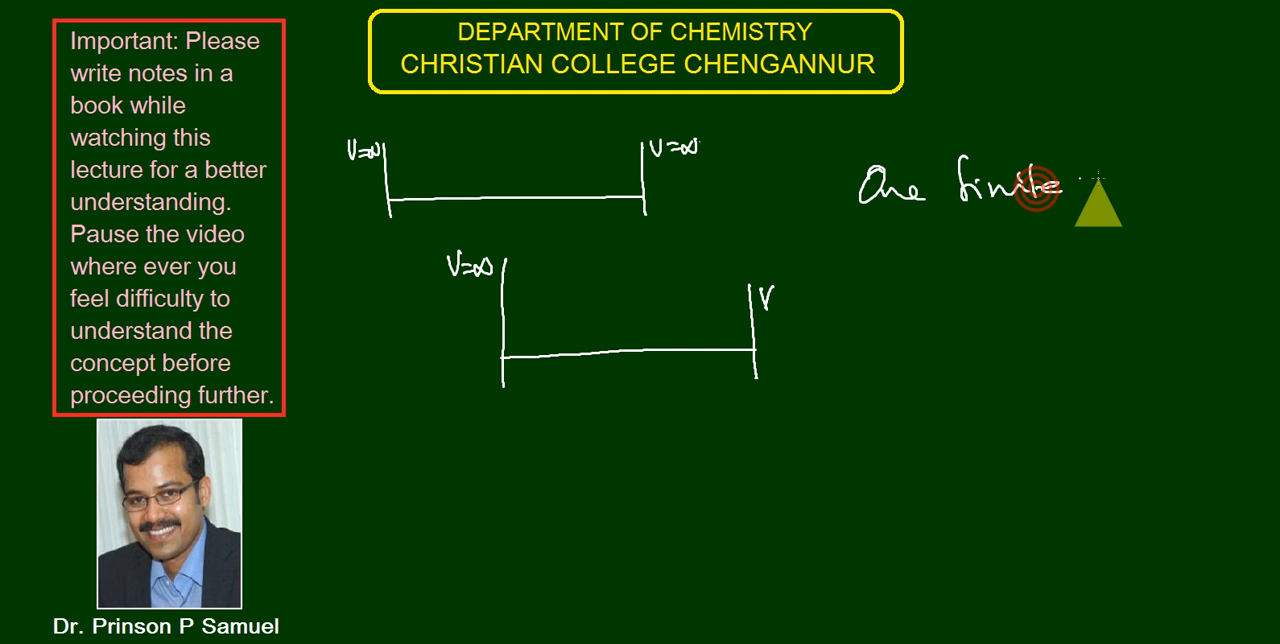 Important: Please
write notes in a
book while
watching this
lecture for a better
understanding.
Pause the video
where ever you
feel difficulty to
understand the
concept before
proceeding further.
Dr. Prinson P Samuel
DEPARTMENT OF CHEMISTRY
CHRISTIAN COLLEGE CHENGANNUR
V=∞ V=∞
One finite
V=∞ V